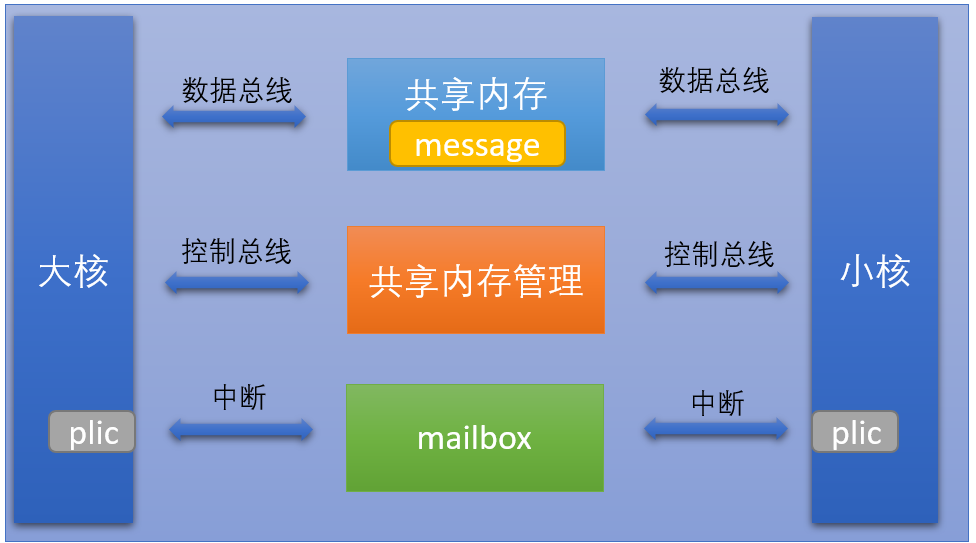 数据总线
共享内存
数据总线
message
大核
控制总线
共享内存管理
控制总线
小核
中断
mailbox
中断
plic
plic